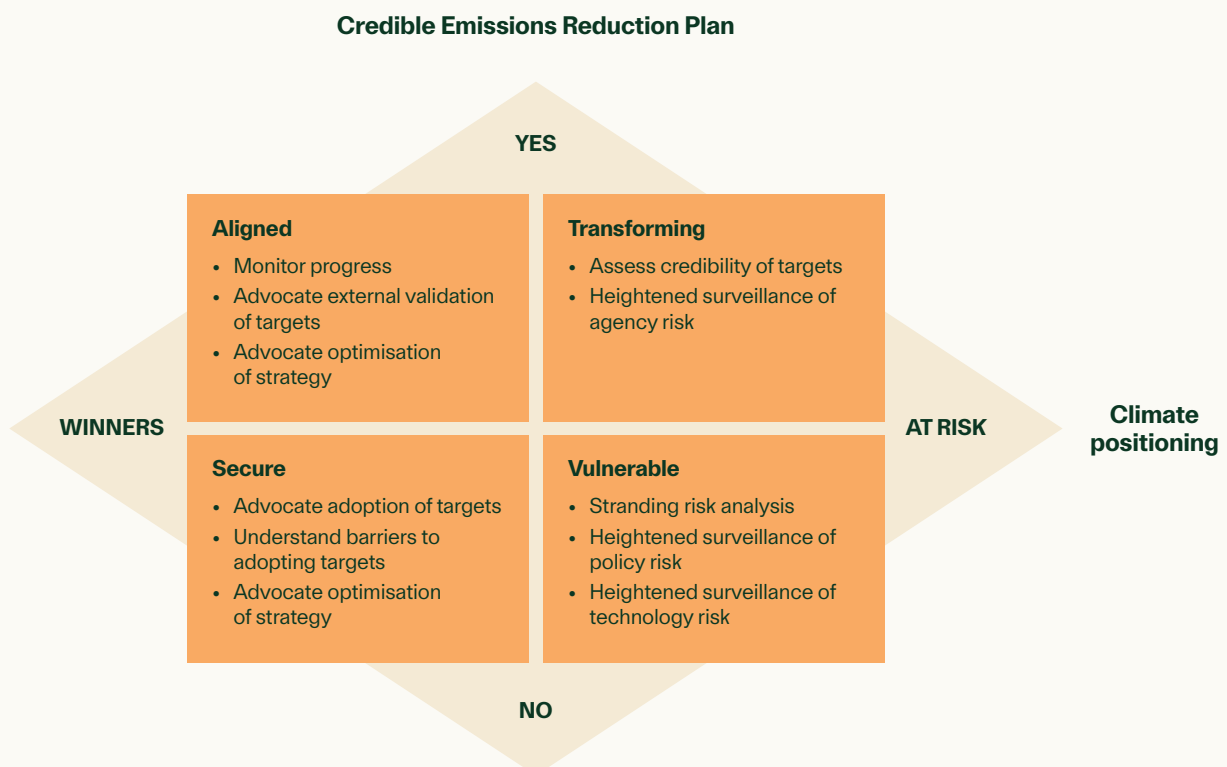 Credible Emissions Reduction Plan
YES
Aligned
• Monitor progress
• Advocate external validation
of targets
• Advocate optimisation
of strategy
Transforming
• Assess credibility of targets
• Heightened surveillance of
agency risk
WINNERS
AT RISK
Climate
positioning
Secure
• Advocate adoption of targets
• Understand barriers to
adopting targets
• Advocate optimisation
of strategy
Vulnerable
• Stranding risk analysis
• Heightened surveillance of
policy risk
• Heightened surveillance of
technology risk
NO